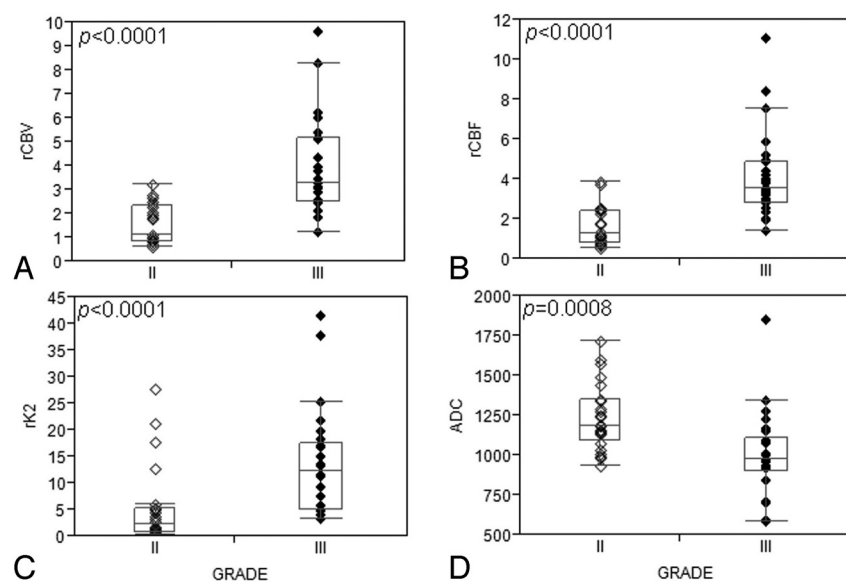 p<0.0001
rCBV
10
9
8
7
6
5
4
3
2
1
0
II
III
A
p<0.0001
rCBF
12
10
8
6
4
2
0
II
III
B
p<0.0001
rK2
45
40
35
30
25
20
15
10
5
0
II
III
GRADE
C
p=0.0008
ADC
2000
1750
1500
1250
1000
750
500
II
III
GRADE
D